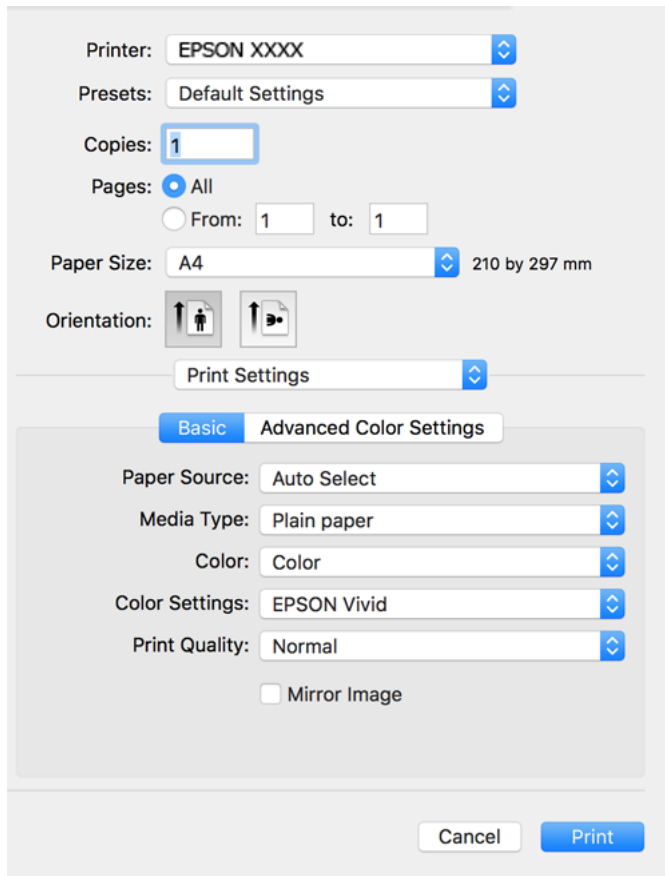 Printer: EPSON XXXX
Presets: Default Settings
Copies: 1
Pages: All
From: 1 to: 1
Paper Size: A4 210 by 297 mm
Orientation:
Print Settings
Basic Advanced Color Settings
Paper Source: Auto Select
Media Type: Plain paper
Color: Color
Color Settings: EPSON Vivid
Print Quality: Normal
Mirror Image
Cancel Print